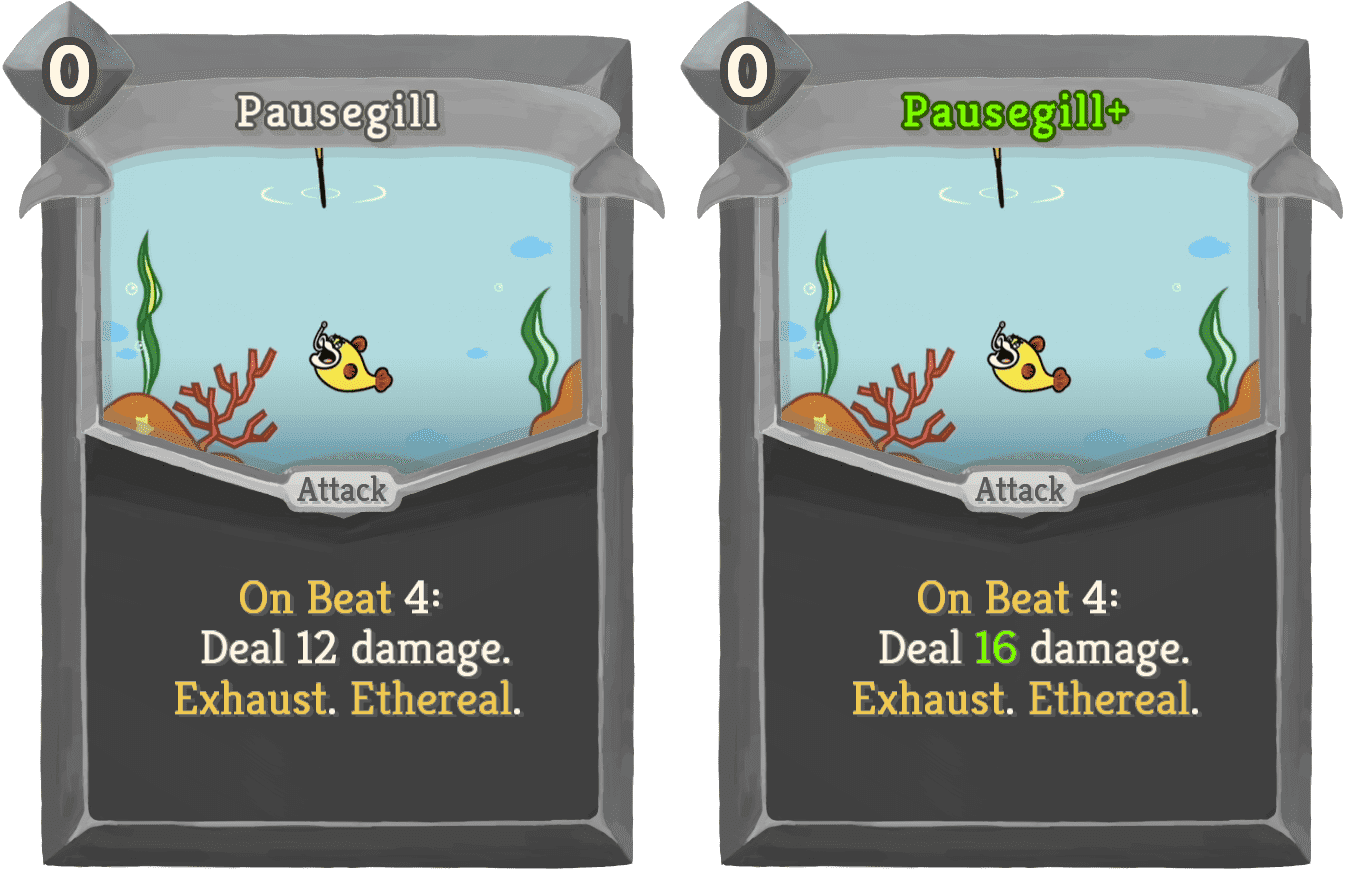 0
Pausegill
Attack
On Beat 4:
Deal 12 damage.
Exhaust. Ethereal.
0
Pausegill+
Attack
On Beat 4:
Deal 16 damage.
Exhaust. Ethereal.